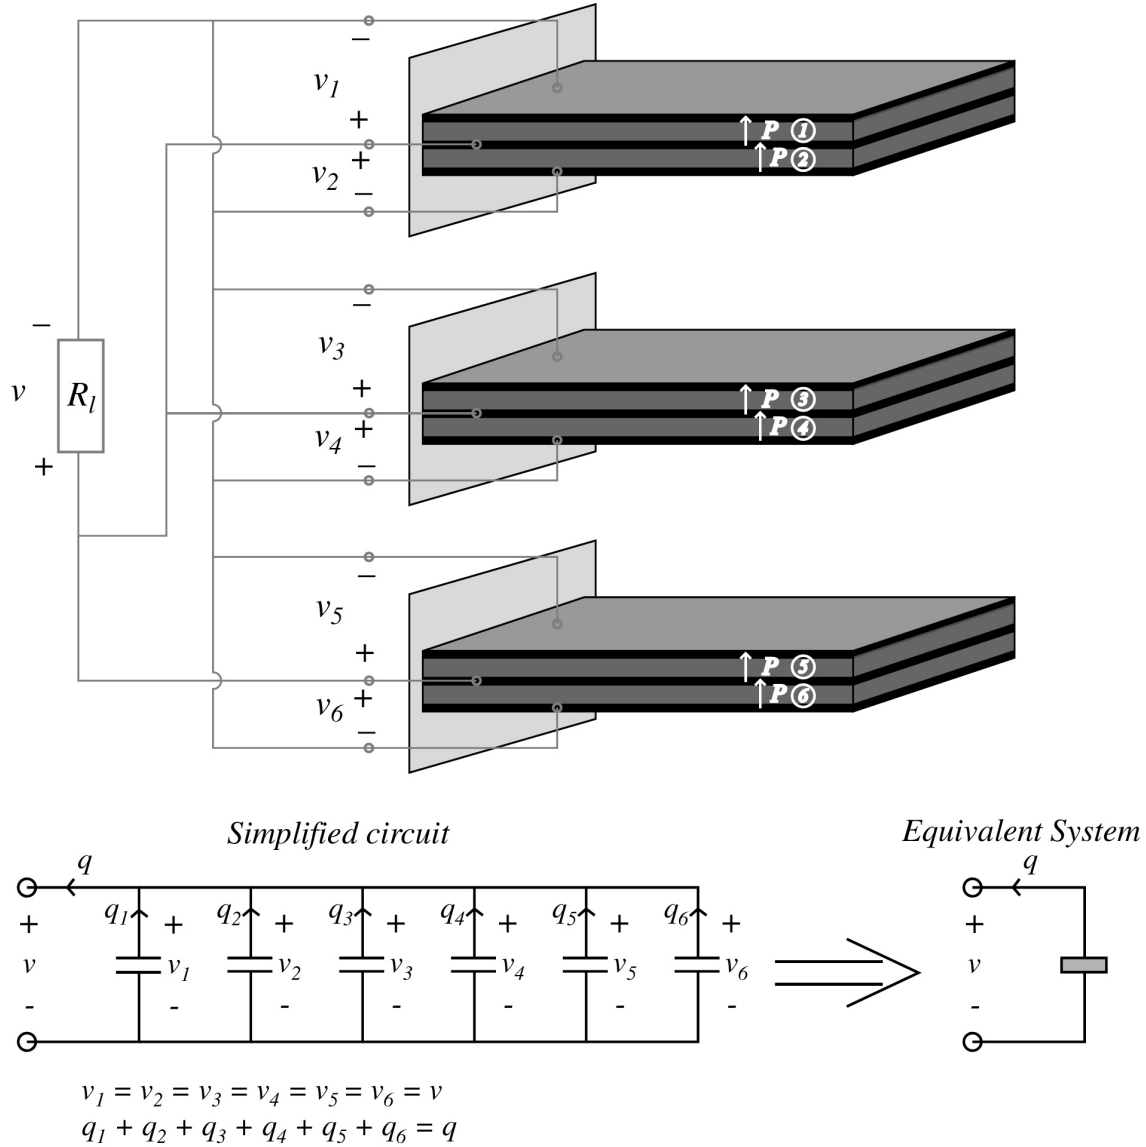 −
v1
+
P ①
+
P ②
v2
−
−
−
v3
v
Rl
+
P ③
v4
+
P ④
+
−
−
v5
+
P ⑤
v6
+
P ⑥
−
Simplified circuit
Equivalent System
q
q
q1 + q2 + q3 + q4 + q5 + q6 +
+
+
v v1 v2 v3 v4 v5 v6
v
- - - - - - -
-
v1 = v2 = v3 = v4 = v5 = v6 = v
q1 + q2 + q3 + q4 + q5 + q6 = q